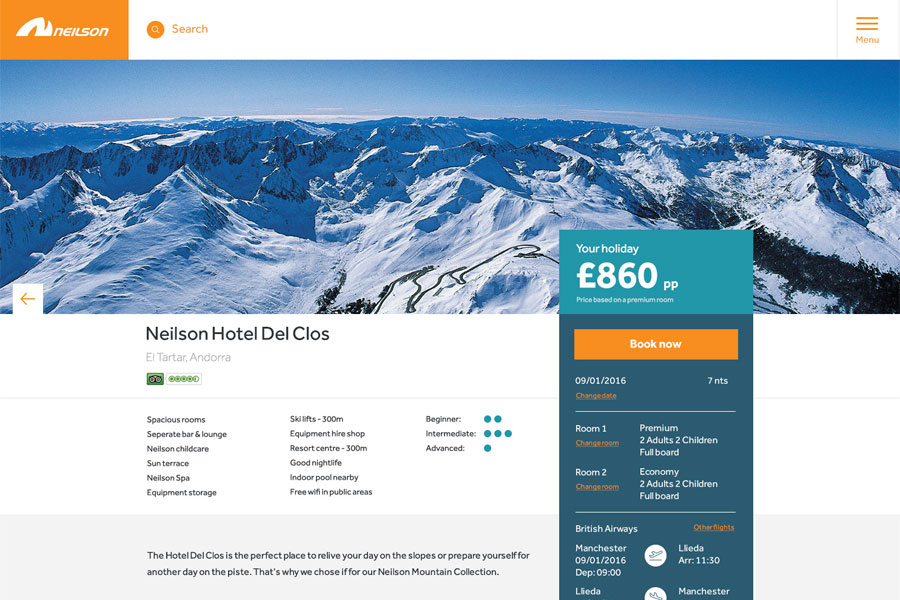 NEILSON
Search
Menu
Your holiday
£860 pp
Price based on a premium room
Book now
Neilson Hotel Del Clos
El Tartar, Andorra
09/01/2016 7 nts
Change date
Spacious rooms
Seperate bar & lounge
Neilson childcare
Sun terrace
Neilson Spa
Equipment storage
Ski lifts - 300m
Equipment hire shop
Resort centre - 300m
Good nightlife
Indoor pool nearby
Free wifi in public areas
Beginner:
Intermediate:
Advanced:
Room 1 Premium
Change room 2 Adults 2 Children
Full board
Room 2 Economy
Change room 2 Adults 2 Children
Full board
British Airways Other flights
Manchester Llieda
09/01/2016 Arr: 11:30
Dep: 09:00
Llieda Manchester
The Hotel Del Clos is the perfect place to relive your day on the slopes or prepare yourself for
another day on the piste. That's why we chose if for our Neilson Mountain Collection.